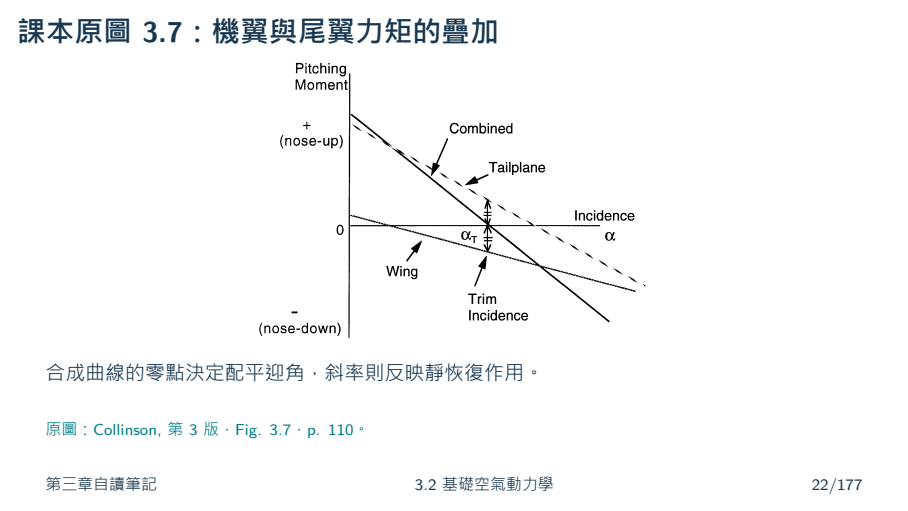 課本原圖 3.7：機翼與尾翼力矩的疊加
Pitching
Moment
+
(nose-up)
Combined
Tailplane
Incidence
α
0
αT
Wing
Trim
Incidence
-
(nose-down)
合成曲線的零點決定配平迎角，斜率則反映靜恢復作用。
原圖：Collinson, 第 3 版，Fig. 3.7，p. 110。
第三章自讀筆記
3.2 基礎空氣動力學
22/177